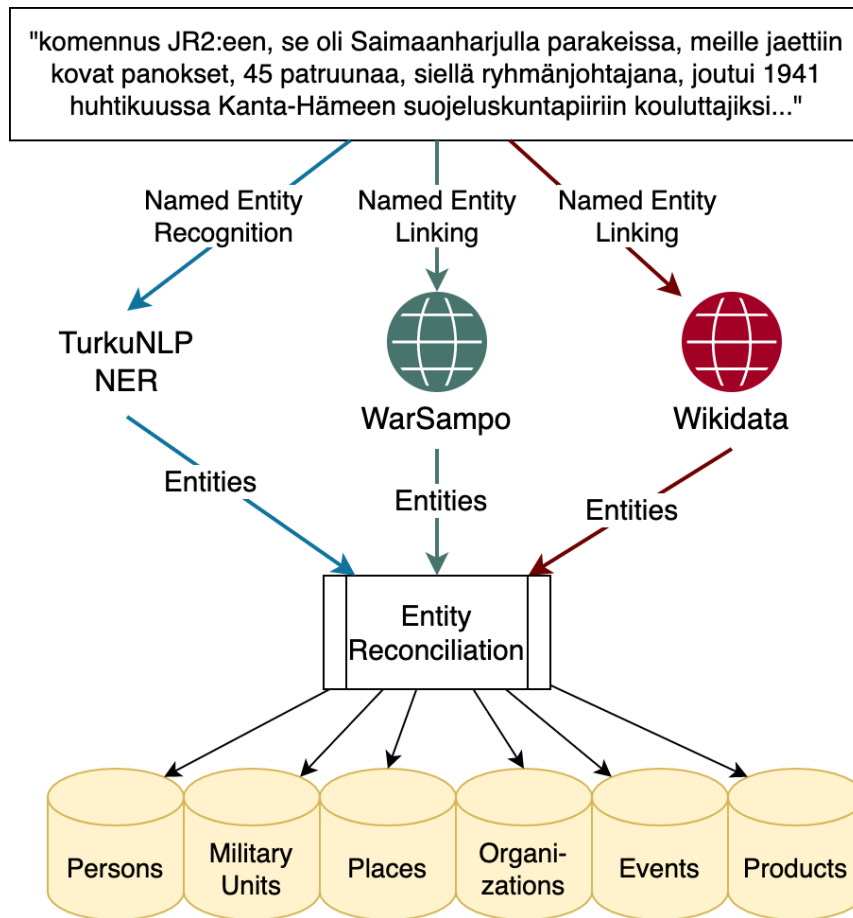 "komennus JR2:een, se oli Saimaanharjulla parakeissa, meille jaettiin
kovat panokset, 45 patruunaa, siellä ryhmänjohtajana, joutui 1941
huhtikuussa Kanta-Hämeen suojeluskuntapiiriin kouluttajiksi..."
Named Entity
Recognition
Named Entity
Linking
Named Entity
Linking
TurkuNLP
NER
WarSampo
Wikidata
Entities
Entities
Entities
Entity
Reconciliation
Persons
Military
Units
Places
Organi-
zations
Events
Products